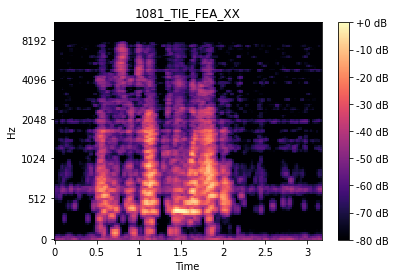 1081_TIE_FEA_XX
Hz
8192
4096
2048
1024
512
0
0 0.5 1 1.5 2 2.5 3
Time
+0 dB
-10 dB
-20 dB
-30 dB
-40 dB
-50 dB
-60 dB
-70 dB
-80 dB